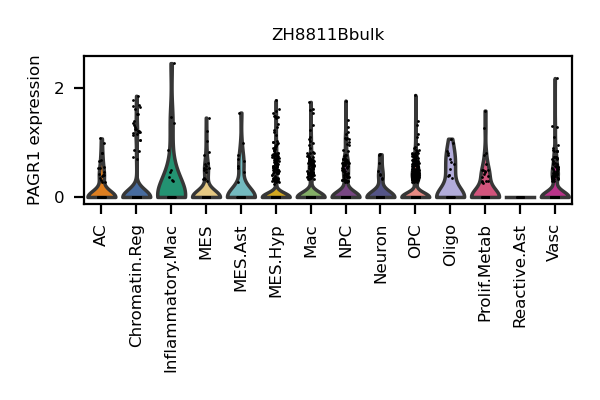 ZH8811Bbulk
PAGR1 expression
2
0
AC
Chromatin.Reg
Inflammatory.Mac
MES
MES.Ast
MES.Hyp
Mac
NPC
Neuron
OPC
Oligo
Prolif.Metab
Reactive.Ast
Vasc